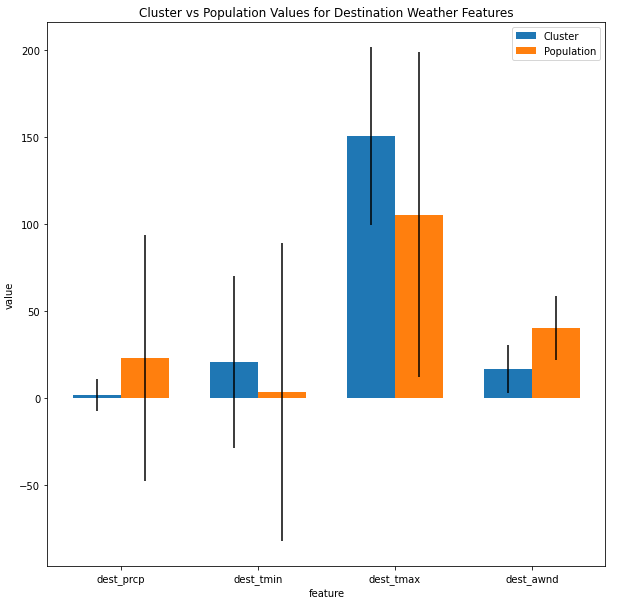 Cluster vs Population Values for Destination Weather Features
Cluster
Population
200
150
100
50
0
−50
value
dest_prcp dest_tmin dest_tmax dest_awnd
feature